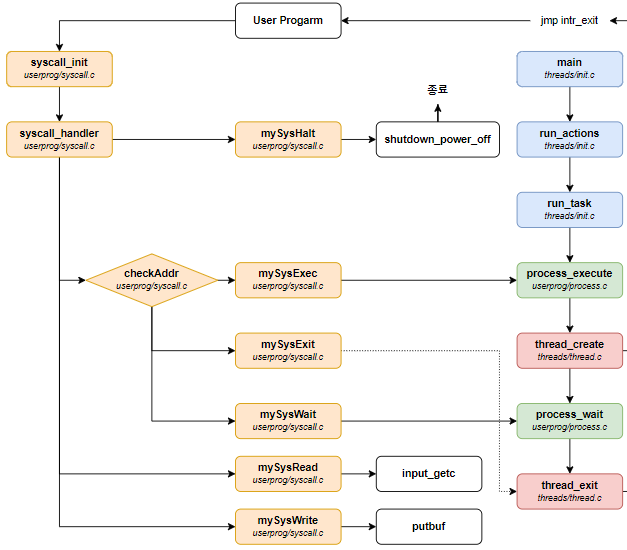 User Progarm
jmp intr_exit
syscall_init
userprog/syscall.c
main
threads/init.c
종료
syscall_handler
userprog/syscall.c
mySysHalt
userprog/syscall.c
shutdown_power_off
run_actions
threads/init.c
run_task
threads/init.c
checkAddr
userprog/syscall.c
mySysExec
userprog/syscall.c
process_execute
userprog/process.c
mySysExit
userprog/syscall.c
thread_create
threads/thread.c
mySysWait
userprog/syscall.c
process_wait
userprog/process.c
mySysRead
userprog/syscall.c
input_getc
thread_exit
threads/thread.c
mySysWrite
userprog/syscall.c
putbuf